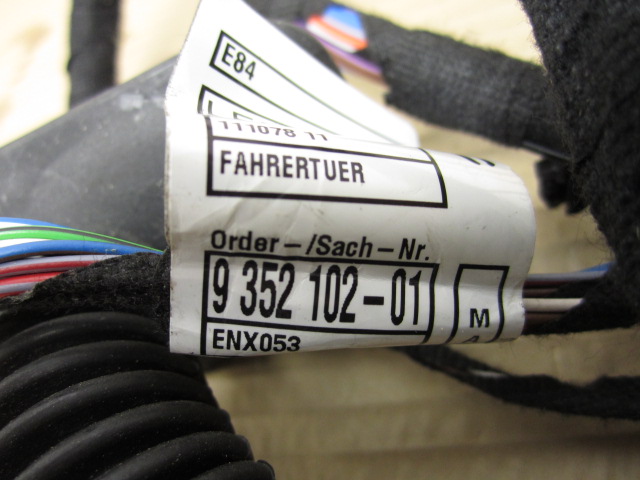 E84
111078 11
FAHRERTUER
Order-/Sach-Nr.
9 352 102-01
M
ENX053